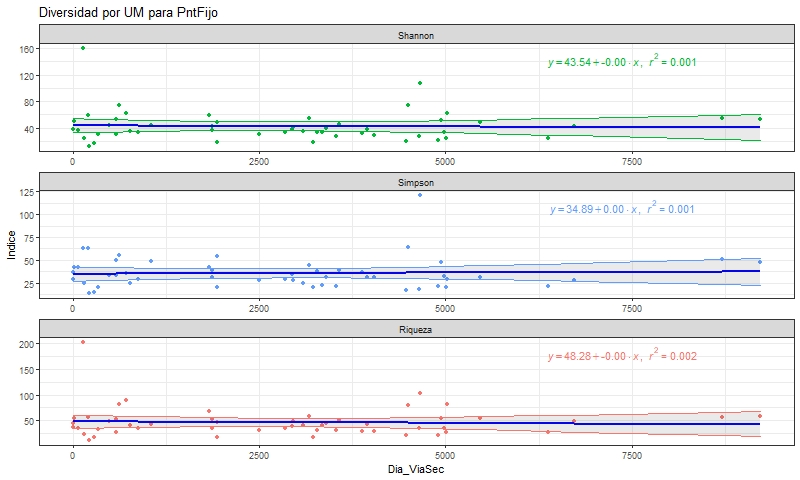 Diversidad por UM para PntFijo
Shannon
160
120
80
40
y = 43.54 + -0.00 · x, r² = 0.001
0 2500 5000 7500
Simpson
125
100
75
50
25
y = 34.89 + 0.00 · x, r² = 0.001
0 2500 5000 7500
Indice
Riqueza
200
150
100
50
y = 48.28 + -0.00 · x, r² = 0.002
0 2500 5000 7500
Dia_ViaSec